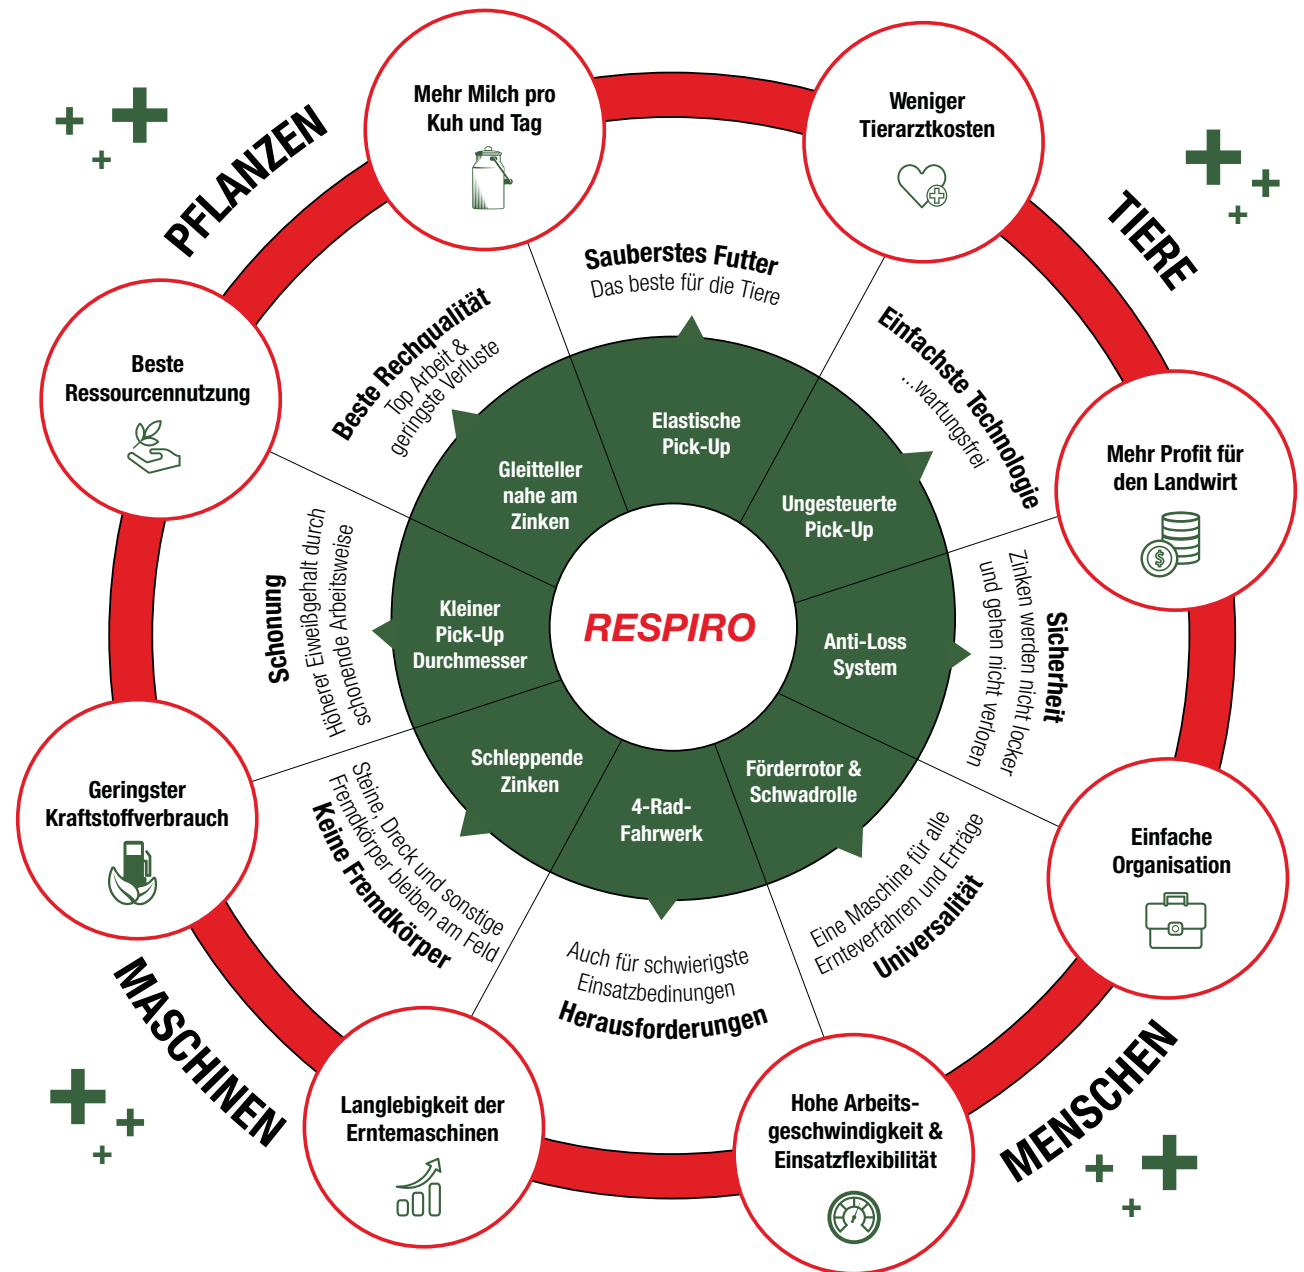 PFLANZEN
TIERE
MASCHINEN
MENSCHEN
Mehr Milch pro
Kuh und Tag
Weniger
Tierarztkosten
Mehr Profit für
den Landwirt
Einfache
Organisation
Hohe Arbeits-
geschwindigkeit &
Einsatzflexibilität
Langlebigkeit der
Erntemaschinen
Geringster
Kraftstoffverbrauch
Beste
Ressourcennutzung
Sauberstes Futter
Das beste für die Tiere
Einfachste Technologie
...wartungsfrei
Sicherheit
Zinken werden nicht locker
und gehen nicht verloren
Eine Maschine für alle
Ernteverfahren und Erträge
Universalität
Auch für schwierigste
Einsatzbedinungen
Herausforderungen
Steine, Dreck und sonstige
Fremdkörper bleiben am Feld
Keine Fremdkörper
Schonung
Höherer Eiweißgehalt durch
schonende Arbeitsweise
Beste Rechqualität
Top Arbeit &
geringste Verluste
Elastische
Pick-Up
Ungesteuerte
Pick-Up
Anti-Loss
System
Förderrotor &
Schwadrolle
4-Rad-
Fahrwerk
Schleppende
Zinken
Kleiner
Pick-Up
Durchmesser
Gleitteller
nahe am
Zinken
RESPIRO
$